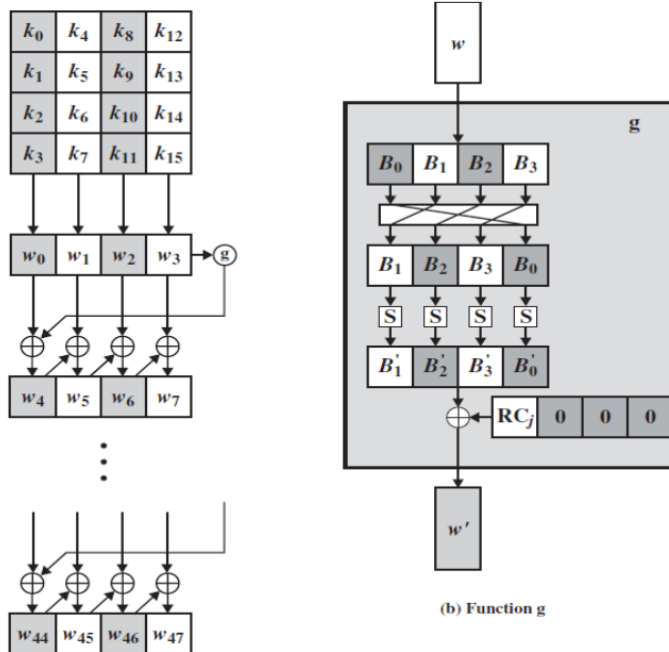 k0 k4 k8 k12
k1 k5 k9 k13
k2 k6 k10 k14
k3 k7 k11 k15
w0 w1 w2 w3 g
w4 w5 w6 w7
w44 w45 w46 w47
w
g
B0 B1 B2 B3
B1 B2 B3 B0
S S S S
B'1 B'2 B'3 B'0
RCj 0 0 0
w'
(b) Function g